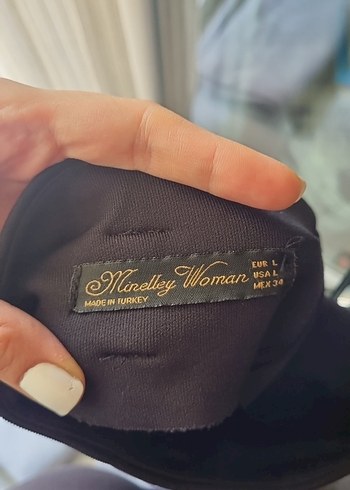 Minelley Woman
EUR L
USA L
MEX 34
MADE IN TURKEY